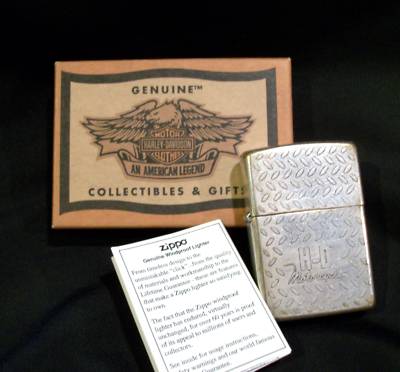 GENUINE™
MOTOR
HARLEY-DAVIDSON
CLOTHES
AN AMERICAN LEGEND
COLLECTIBLES & GIFTS
zippo
Genuine Windproof Lighter
From timeless design to the
unmistakable "click"...from the quality
of materials and workmanship to the
Lifetime Guarantee - these are features
that make a Zippo lighter so satisfying
to own.
The fact that the Zippo windproof
lighter has endured, virtually
unchanged, for over 60 years is proof
of its appeal to millions of users and
collectors.
See inside for usage instructions,
safety warnings and our world famous
Guarantee.
H-D